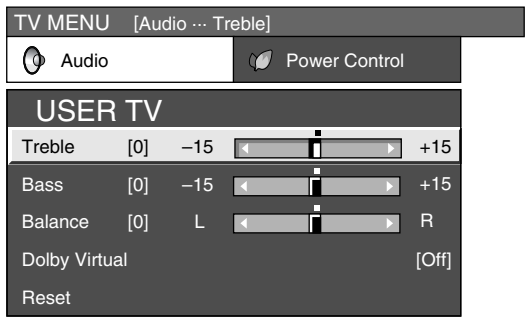 TV MENU [Audio ··· Treble]
Audio Power Control
USER TV
Treble [0] –15 +15
Bass [0] –15 +15
Balance [0] L R
Dolby Virtual [Off]
Reset